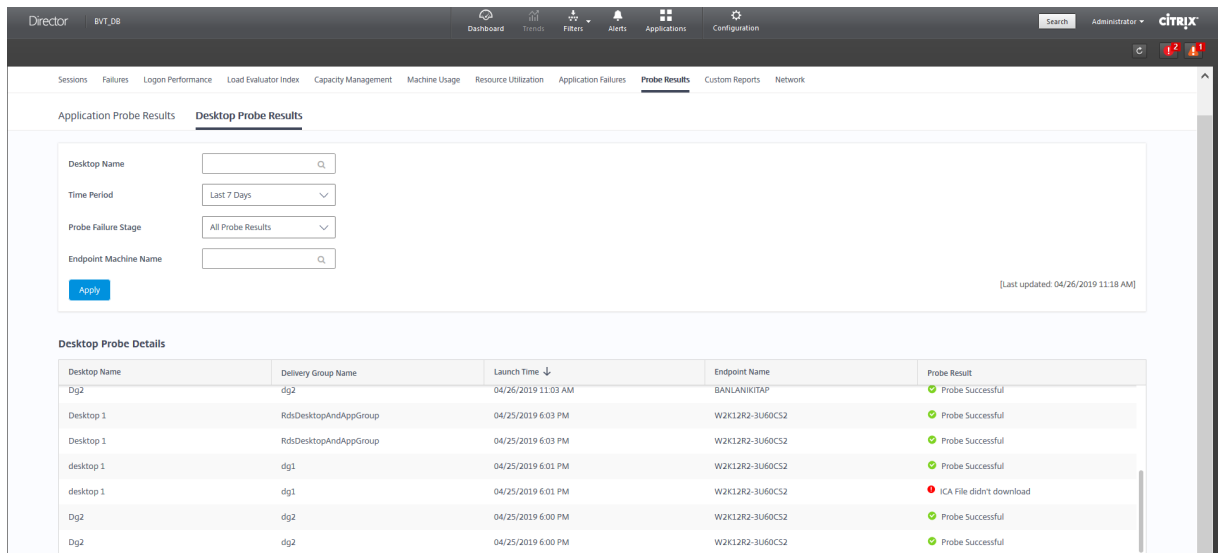 Director BVT_DB Dashboard Trends Filters Alerts Applications Configuration Search Administrator CİTRIX
2 1
Sessions Failures Logon Performance Load Evaluator Index Capacity Management Machine Usage Resource Utilization Application Failures Probe Results Custom Reports Network
Application Probe Results Desktop Probe Results
Desktop Name
Time Period Last 7 Days
Probe Failure Stage All Probe Results
Endpoint Machine Name
Apply [Last updated: 04/26/2019 11:18 AM]
Desktop Probe Details
Desktop Name Delivery Group Name Launch Time Endpoint Name Probe Result
Dg2 dg2 04/26/2019 11:03 AM BANLANIKITAP Probe Successful
Desktop 1 RdsDesktopAndAppGroup 04/25/2019 6:03 PM W2K12R2-3U60CS2 Probe Successful
Desktop 1 RdsDesktopAndAppGroup 04/25/2019 6:03 PM W2K12R2-3U60CS2 Probe Successful
desktop 1 dg1 04/25/2019 6:01 PM W2K12R2-3U60CS2 Probe Successful
desktop 1 dg1 04/25/2019 6:01 PM W2K12R2-3U60CS2 ICA File didn't download
Dg2 dg2 04/25/2019 6:00 PM W2K12R2-3U60CS2 Probe Successful
Dg2 dg2 04/25/2019 6:00 PM W2K12R2-3U60CS2 Probe Successful